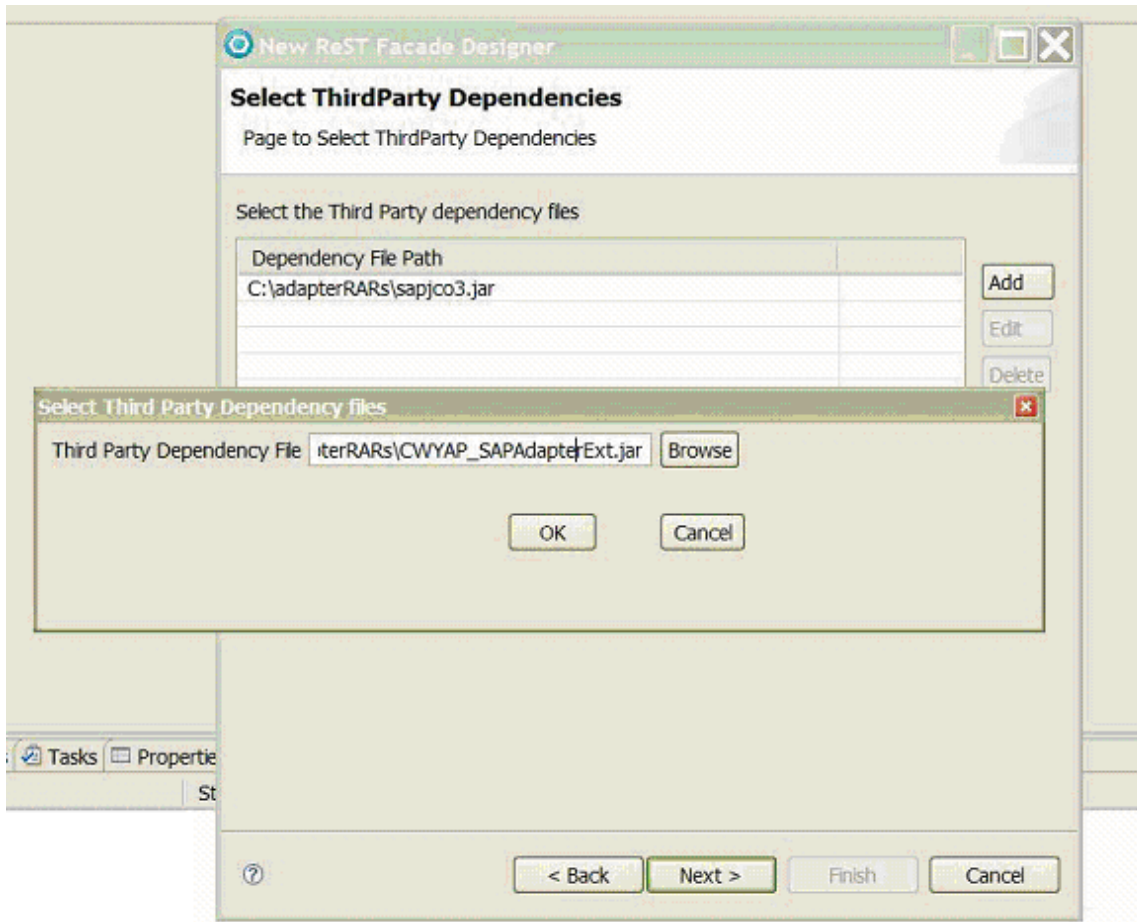 New ReST Facade Designer
Select ThirdParty Dependencies
Page to Select ThirdParty Dependencies
Select the Third Party dependency files
Dependency File Path
C:\adapterRARs\sapjco3.jar
Add
Edit
Delete
Select Third Party Dependency files
Third Party Dependency File terRARs\CWYAP_SAPAdapterExt.jar Browse
OK Cancel
Tasks Propertie
St
? < Back Next > Finish Cancel